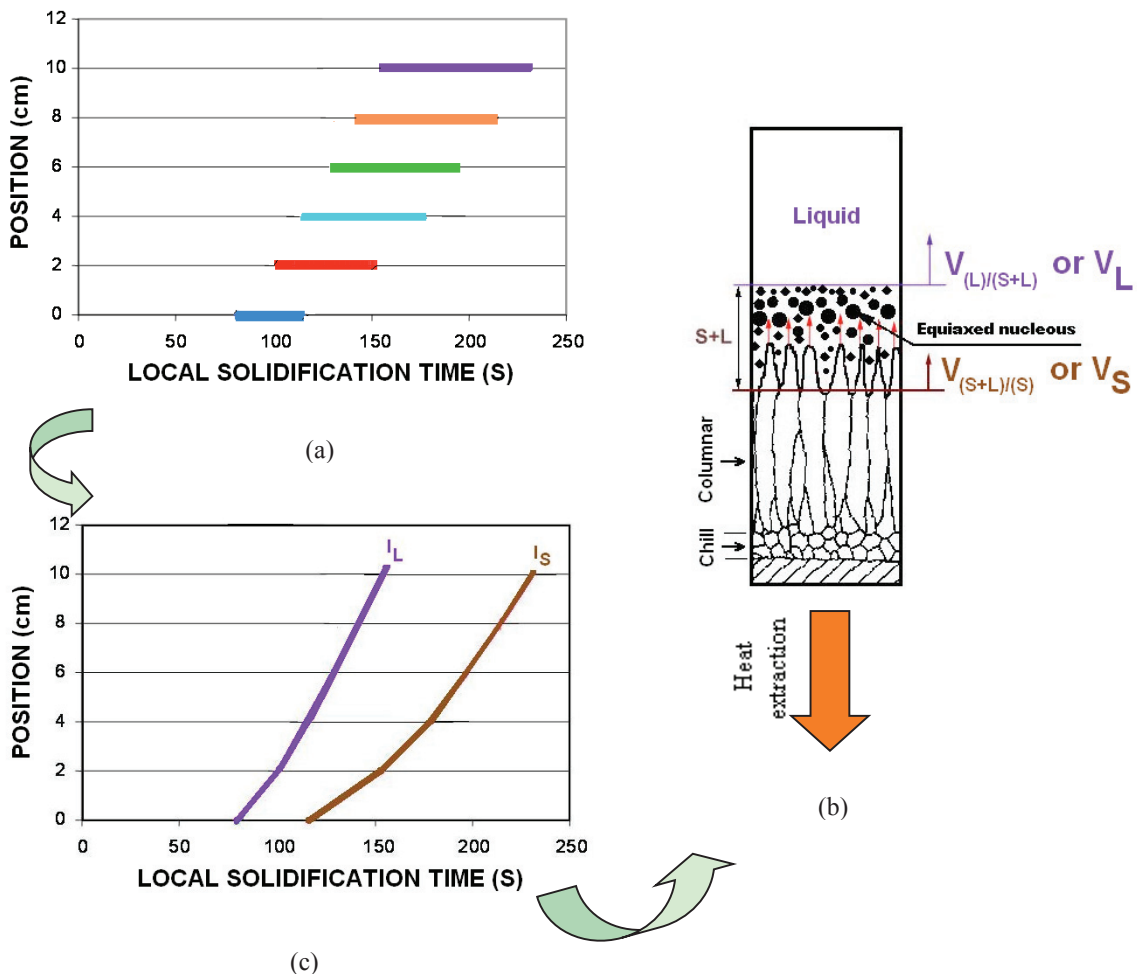 12
10
8
6
4
2
0
POSITION (cm)
0 50 100 150 200 250
LOCAL SOLIDIFICATION TIME (S)
(a)
Liquid
V(L)/(S+L) or VL
S+L
Equiaxed nucleous
V(S+L)/(S) or VS
Columnar
Chill
Heat
extraction
(b)
12
10
8
6
4
2
0
POSITION (cm)
IL IS
0 50 100 150 200 250
LOCAL SOLIDIFICATION TIME (S)
(c)